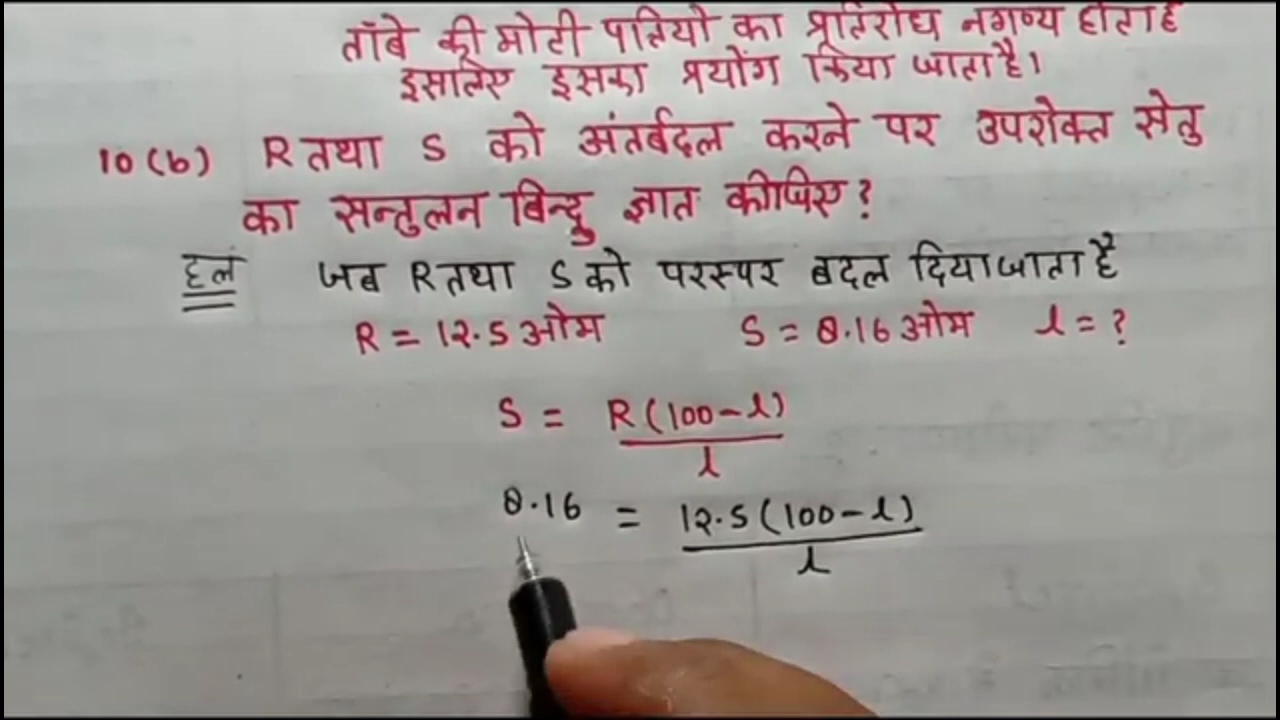 ताँबे की मोटी पत्तियो का प्रतिरोध नगण्य होता है
इसलिए इसका प्रयोंग किया जाता है।
10 (b) R तथा S को अंतर्बदल करने पर उपरोक्त सेतु
का सन्तुलन बिन्दु ज्ञात कीजिए?
हल जब R तथा S को परस्पर बदल दिया जाता है
R = 12.5 ओम S = 8.16 ओम l = ?
S = R(100-l)
l
8.16 = 12.5(100-l)
l